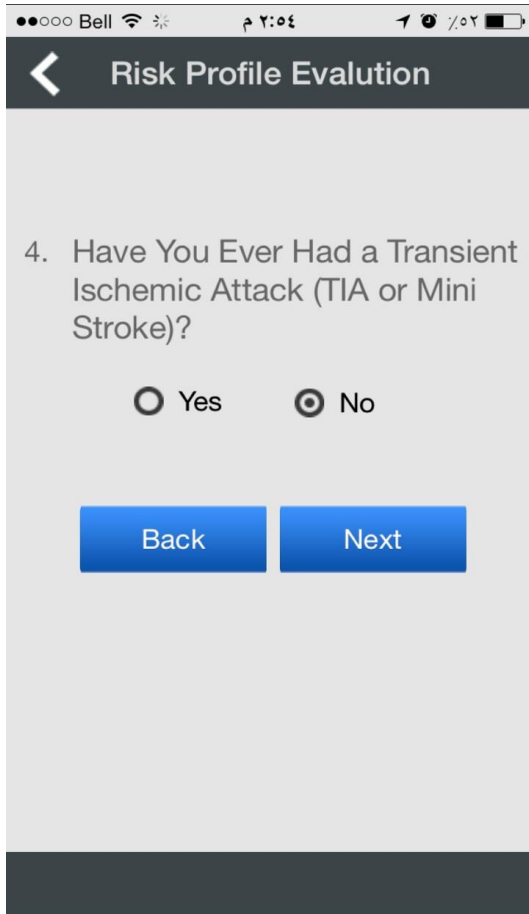 Bell ٢:٥٤ م ٪٥٢
Risk Profile Evalution
4. Have You Ever Had a Transient
Ischemic Attack (TIA or Mini
Stroke)?
Yes No
Back Next